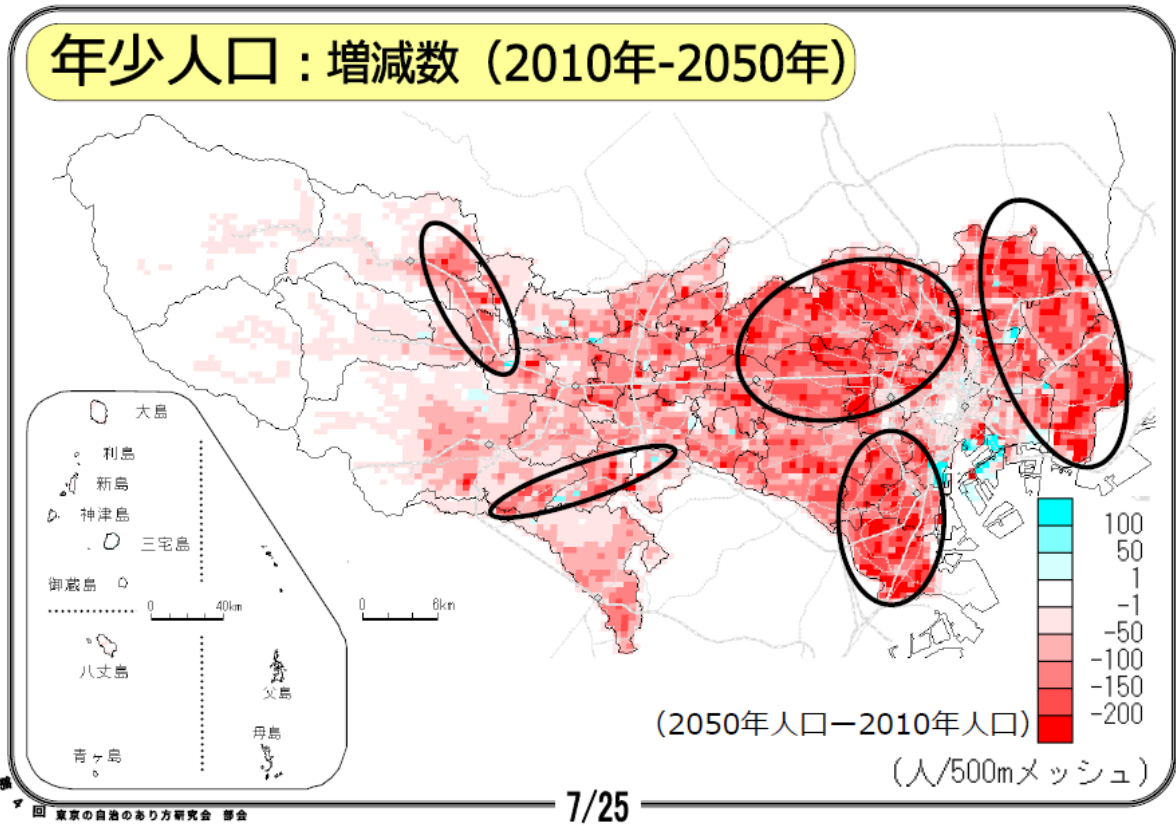 年少人口：増減数（2010年-2050年）
大島
利島
新島
神津島
三宅島
御蔵島
0 40km
0 6km
八丈島
父島
母島
青ヶ島
100
50
1
-1
-50
-100
-150
-200
（2050年人口ー2010年人口）
（人/500mメッシュ）
第4回 東京の自治のあり方研究会 部会
7/25